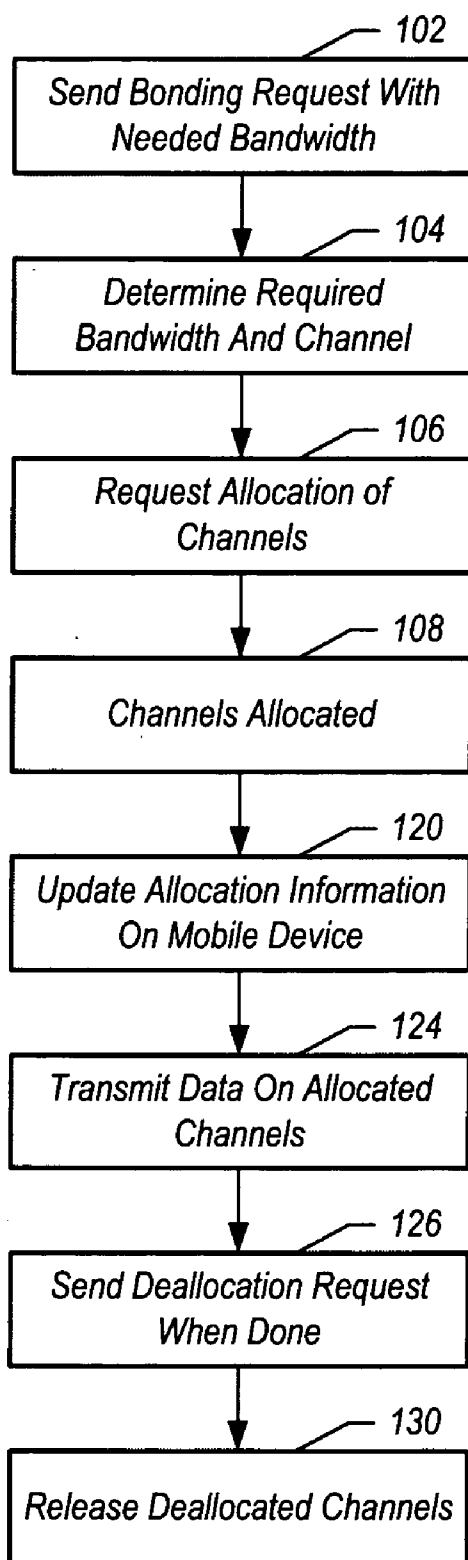 102
Send Bonding Request With
Needed Bandwidth
104
Determine Required
Bandwidth And Channel
106
Request Allocation of
Channels
108
Channels Allocated
120
Update Allocation Information
On Mobile Device
124
Transmit Data On Allocated
Channels
126
Send Deallocation Request
When Done
130
Release Deallocated Channels